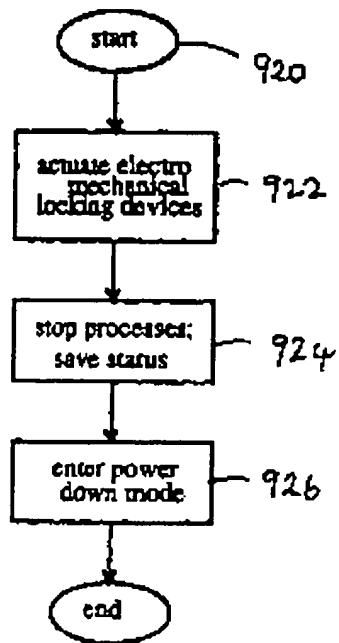 start
920
actuate electro
mechanical
locking devices
922
stop processes;
save status
924
enter power
down mode
926
end